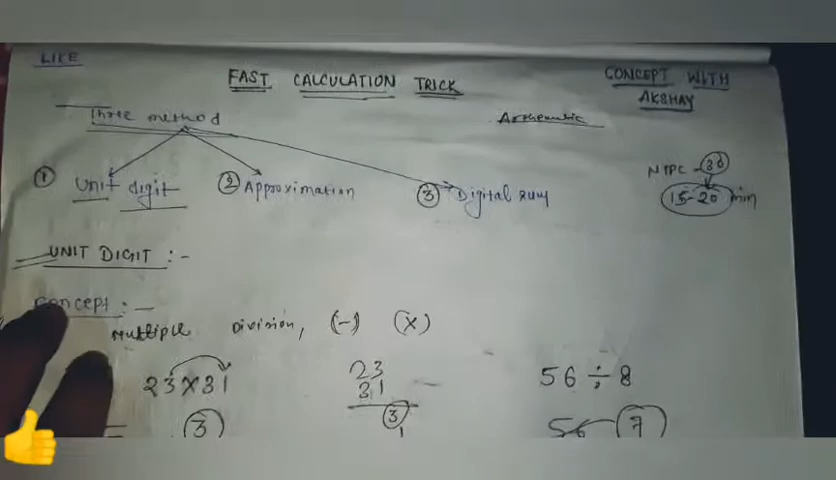 LIKE
FAST CALCULATION TRICK
CONCEPT WITH
AKSHAY
Three method
NTPC - 30
15-20 min
① Unit digit ② Approximation ③ Digital sum
UNIT DIGIT :-
Concept :-
Multiple Division, (-) (×)
23×31 23 56 ÷ 8
31
3 3 56 7
1